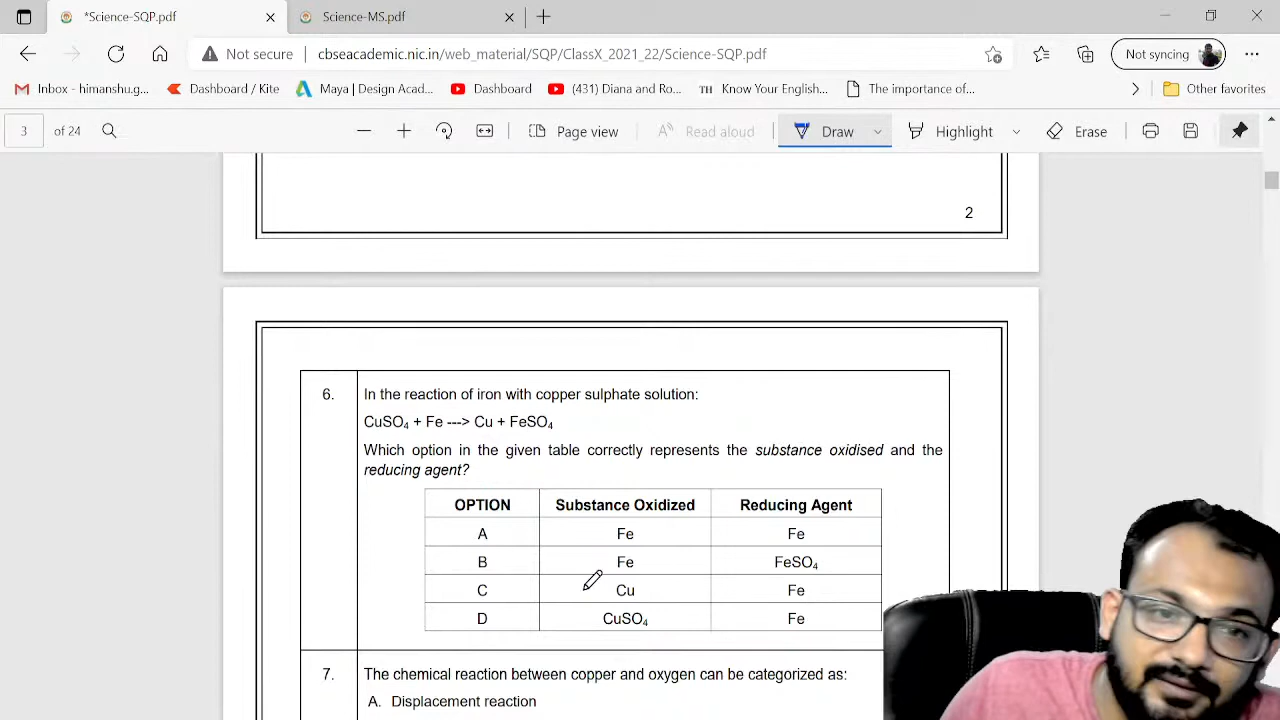 *Science-SQP.pdf
Science-MS.pdf
Not secure
cbseacademic.nic.in/web_material/SQP/ClassX_2021_22/Science-SQP.pdf
Not syncing
Inbox - himanshu.g...
Dashboard / Kite
Maya | Design Acad...
Dashboard
(431) Diana and Ro...
TH Know Your English...
The importance of...
Other favorites
3 of 24
Page view
Read aloud
Draw
Highlight
Erase
2
6. In the reaction of iron with copper sulphate solution:
CuSO₄ + Fe ---> Cu + FeSO₄
Which option in the given table correctly represents the substance oxidised and the
reducing agent?
OPTION Substance Oxidized Reducing Agent
A Fe Fe
B Fe FeSO₄
C Cu Fe
D CuSO₄ Fe
7. The chemical reaction between copper and oxygen can be categorized as:
A. Displacement reaction